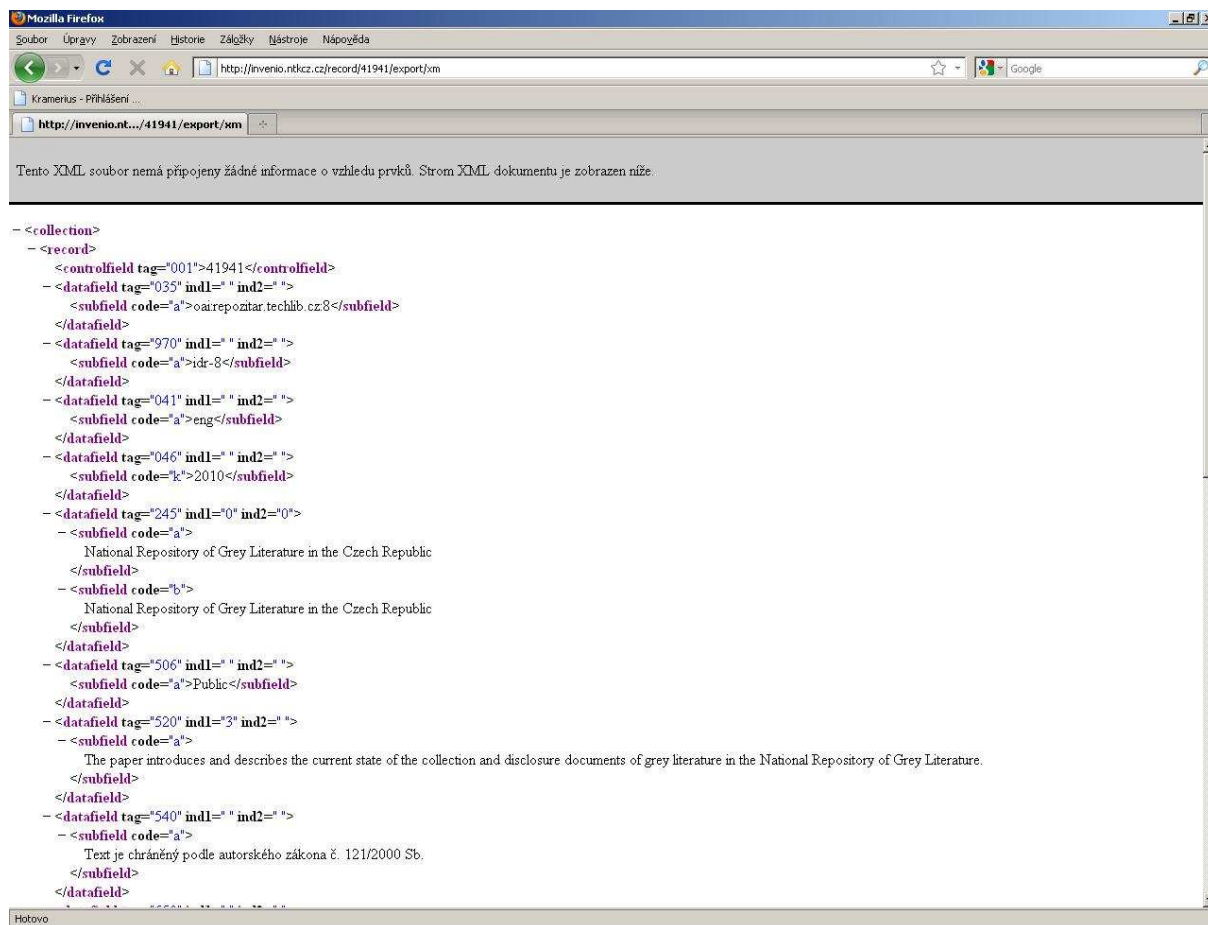 Mozilla Firefox
Soubor Úpravy Zobrazení Historie Záložky Nástroje Nápověda
http://invenio.ntkcz.cz/record/41941/export/xm
Google
Kramerius - Přihlášení ...
http://invenio.nt.../41941/export/xm
Tento XML soubor nemá připojeny žádné informace o vzhledu prvků. Strom XML dokumentu je zobrazen níže.
− <collection>
− <record>
<controlfield tag="001">41941</controlfield>
− <datafield tag="035" ind1=" " ind2=" ">
<subfield code="a">oai:repozitar.techlib.cz:8</subfield>
</datafield>
− <datafield tag="970" ind1=" " ind2=" ">
<subfield code="a">idr-8</subfield>
</datafield>
− <datafield tag="041" ind1=" " ind2=" ">
<subfield code="a">eng</subfield>
</datafield>
− <datafield tag="046" ind1=" " ind2=" ">
<subfield code="k">2010</subfield>
</datafield>
− <datafield tag="245" ind1="0" ind2="0">
− <subfield code="a">
National Repository of Grey Literature in the Czech Republic
</subfield>
− <subfield code="b">
National Repository of Grey Literature in the Czech Republic
</subfield>
</datafield>
− <datafield tag="506" ind1=" " ind2=" ">
<subfield code="a">Public</subfield>
</datafield>
− <datafield tag="520" ind1="3" ind2=" ">
− <subfield code="a">
The paper introduces and describes the current state of the collection and disclosure documents of grey literature in the National Repository of Grey Literature.
</subfield>
</datafield>
− <datafield tag="540" ind1=" " ind2=" ">
− <subfield code="a">
Text je chráněný podle autorského zákona č. 121/2000 Sb.
</subfield>
</datafield>
Hotovo